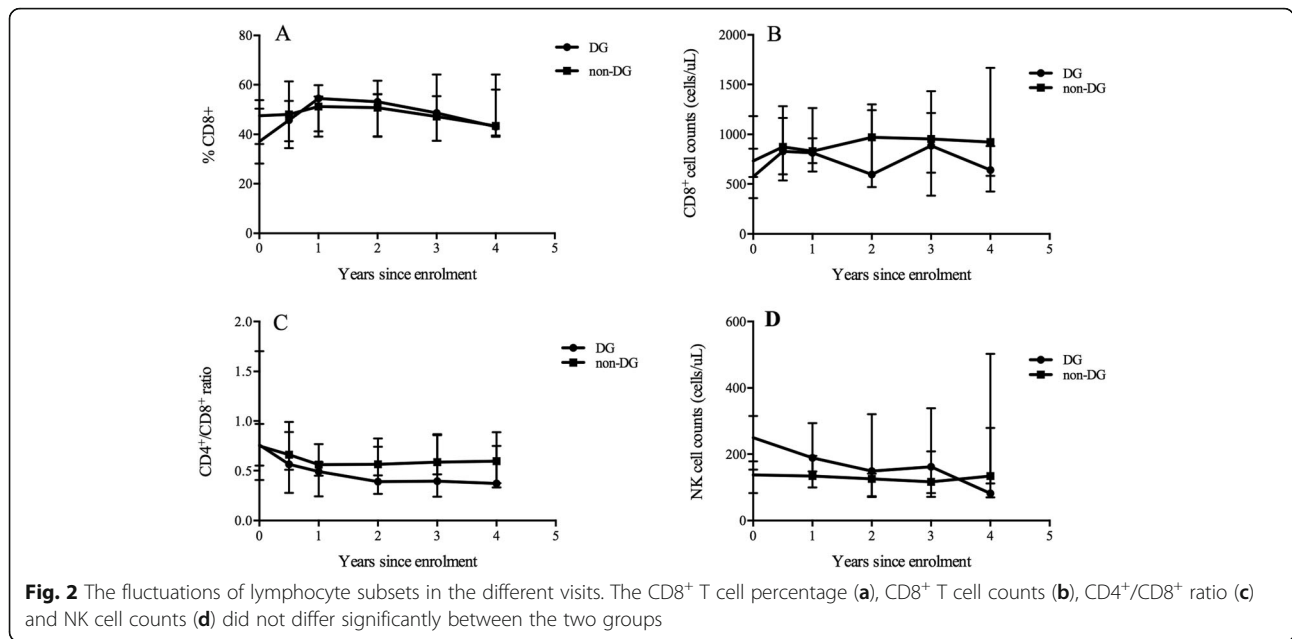 A
DG
non-DG
80
60
40
20
0
% CD8+
0 1 2 3 4 5
Years since enrolment
B
DG
non-DG
2000
1500
1000
500
0
CD8⁺ cell counts (cells/uL)
0 1 2 3 4 5
Years since enrolment
C
DG
non-DG
2.0
1.5
1.0
0.5
0.0
CD4⁺/CD8⁺ ratio
0 1 2 3 4 5
Years since enrolment
D
DG
non-DG
600
400
200
0
NK cell counts (cells/uL)
0 1 2 3 4 5
Years since enrolment
Fig. 2 The fluctuations of lymphocyte subsets in the different visits. The CD8⁺ T cell percentage (a), CD8⁺ T cell counts (b), CD4⁺/CD8⁺ ratio (c)
and NK cell counts (d) did not differ significantly between the two groups